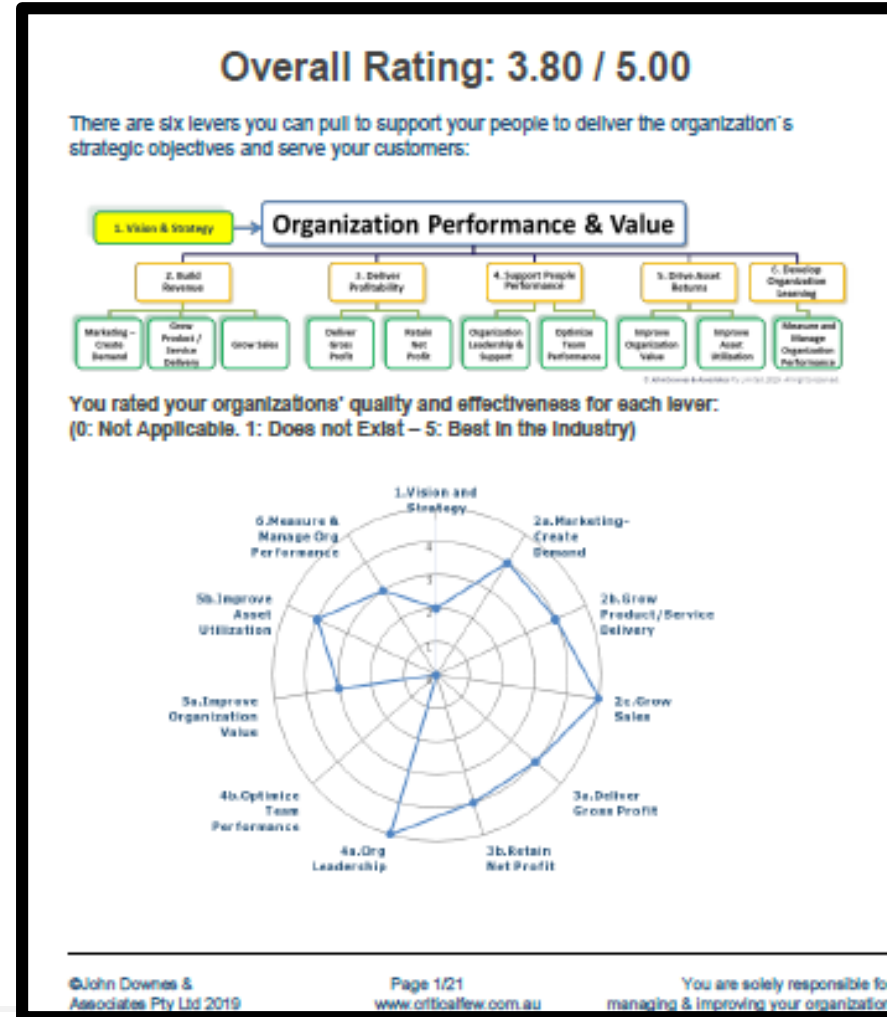 Overall Rating: 3.80 / 5.00
There are six levers you can pull to support your people to deliver the organization`s
strategic objectives and serve your customers:
1. Vision & Strategy
Organization Performance & Value
2. Build
Revenue
3. Deliver
Profitability
4. Support People
Performance
5. Drive Asset
Returns
6. Develop
Organization
Learning
Marketing –
Create
Demand
Grow
Product /
Service
Delivery
Grow Sales
Deliver
Gross
Profit
Retain
Net
Profit
Organization
Leadership &
Support
Optimize
Team
Performance
Improve
Organization
Value
Improve
Asset
Utilisation
Measure and
Manage
Organization
Performance
You rated your organizations' quality and effectiveness for each lever:
(0: Not Applicable. 1: Does not Exist – 5: Best in the Industry)
1.Vision and
Strategy
2a.Marketing-
Create
Demand
2b.Grow
Product/Service
Delivery
2c.Grow
Sales
3a.Deliver
Gross Profit
3b.Retain
Net Profit
4a.Org
Leadership
4b.Optimize
Team
Performance
5a.Improve
Organization
Value
5b.Improve
Asset
Utilization
6.Measure &
Manage Org
Performance
4
3
2
1
©John Downes &
Associates Pty Ltd 2019
Page 1/21
www.criticalfew.com.au
You are solely responsible fo
managing & improving your organization